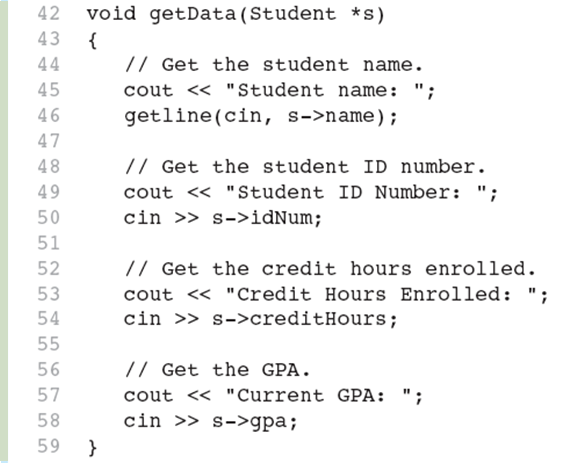 42 void getData(Student *s)
43 {
44 // Get the student name.
45 cout << "Student name: ";
46 getline(cin, s->name);
47
48 // Get the student ID number.
49 cout << "Student ID Number: ";
50 cin >> s->idNum;
51
52 // Get the credit hours enrolled.
53 cout << "Credit Hours Enrolled: ";
54 cin >> s->creditHours;
55
56 // Get the GPA.
57 cout << "Current GPA: ";
58 cin >> s->gpa;
59 }